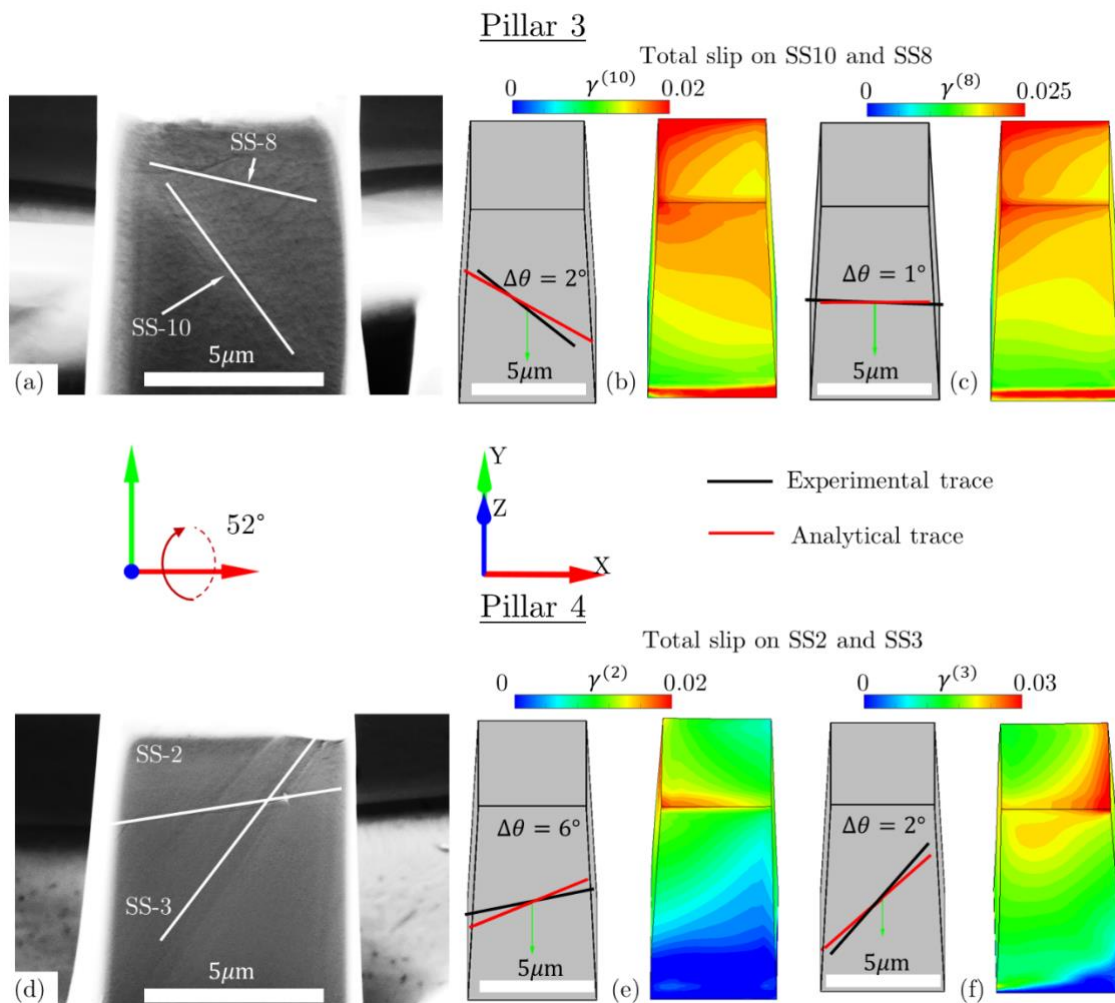 Pillar 3
Total slip on SS10 and SS8
0 γ⁽¹⁰⁾ 0.02
0 γ⁽⁸⁾ 0.025
SS-8
SS-10
Δθ = 2°
Δθ = 1°
5μm
5μm
5μm
(a)
(b)
(c)
52°
Y
Z
X
Experimental trace
Analytical trace
Pillar 4
Total slip on SS2 and SS3
0 γ⁽²⁾ 0.02
0 γ⁽³⁾ 0.03
SS-2
SS-3
Δθ = 6°
Δθ = 2°
5μm
5μm
5μm
(d)
(e)
(f)